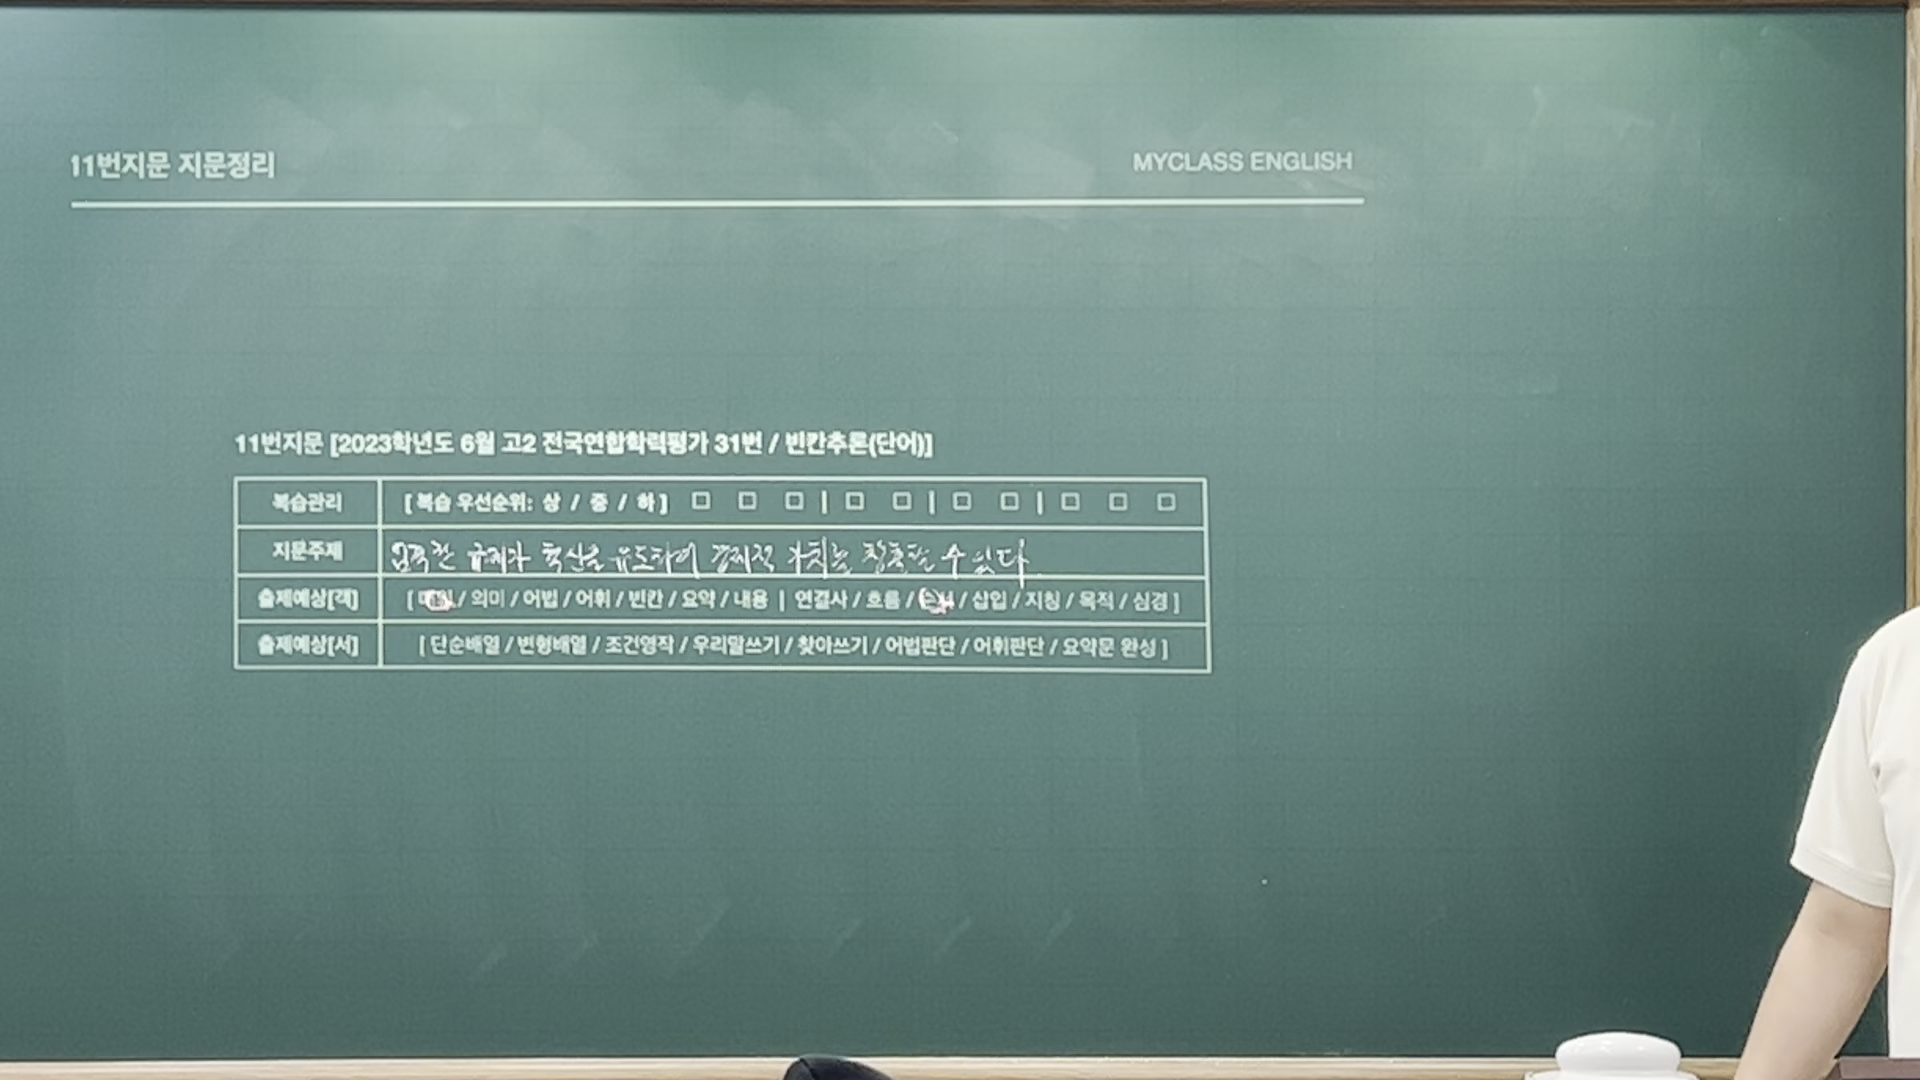 11번지문 지문정리
MYCLASS ENGLISH
11번지문 [2023학년도 6월 고2 전국연합학력평가 31번 / 빈칸추론(단어)]
복습관리 [ 복습 우선순위: 상 / 중 / 하 ] □ □ □ | □ □ | □ □ | □ □ □
지문주제 엄격한 규제가 혁신을 유도하여 경제적 가치를 창출할 수 있다.
출제예상[객] [ / 의미 / 어법 / 어휘 / 빈칸 / 요약 / 내용 | 연결사 / 흐름 / 순서 / 삽입 / 지칭 / 목적 / 심경 ]
출제예상[서] [ 단순배열 / 변형배열 / 조건영작 / 우리말쓰기 / 찾아쓰기 / 어법판단 / 어휘판단 / 요약문 완성 ]